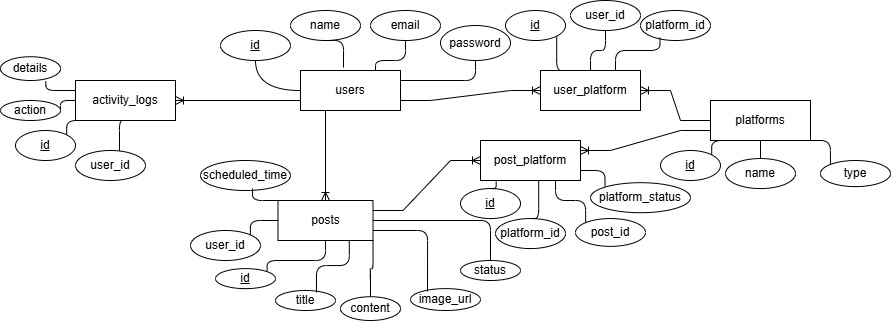 name
email
id
user_id
platform_id
id
password
details
activity_logs
users
user_platform
action
platforms
id
user_id
post_platform
id
name
type
scheduled_time
id
platform_status
posts
user_id
platform_id
post_id
id
status
title
content
image_url